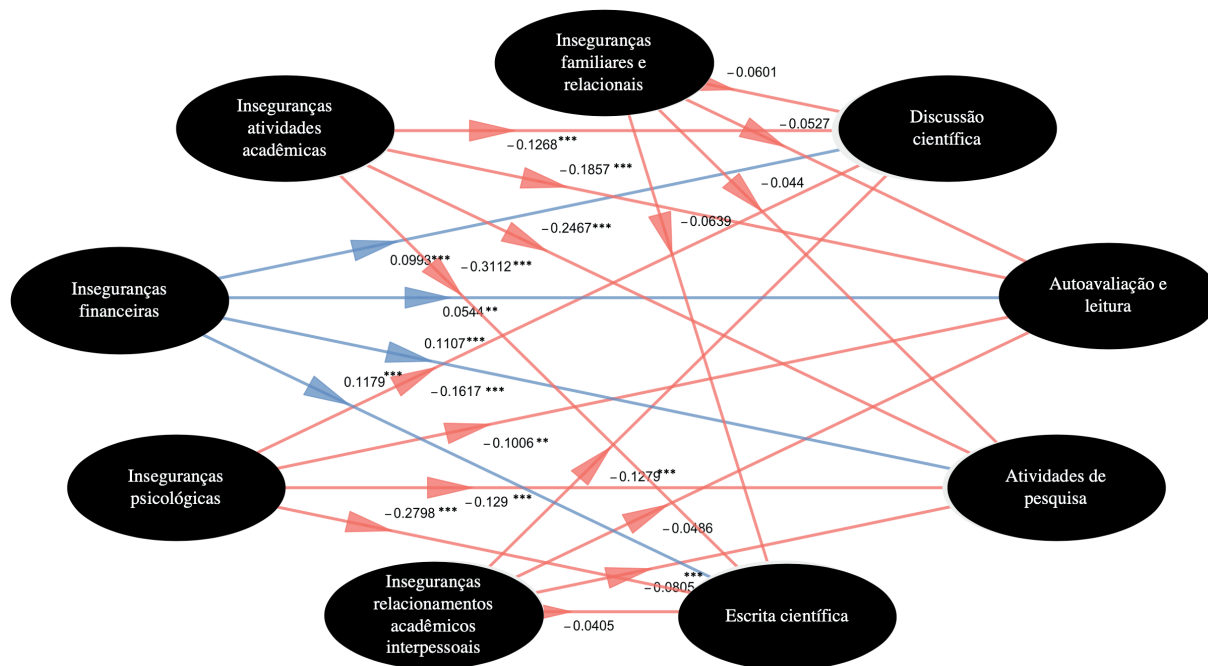 Inseguranças
familiares e
relacionais
−0.0601
Inseguranças
atividades
acadêmicas
Discussão
científica
−0.0527
−0.1268***
−0.1857 ***
−0.044
−0.0639
−0.2467***
0.0993***
−0.3112 ***
Inseguranças
financeiras
Autoavaliação e
leitura
0.0544 **
0.1107 ***
0.1179 ***
−0.1617 ***
−0.1006 **
Inseguranças
psicológicas
−0.1279 ***
Atividades de
pesquisa
−0.129 ***
−0.2798 ***
−0.0486
−0.0805 ***
Inseguranças
relacionamentos
acadêmicos
interpessoais
Escrita científica
−0.0405